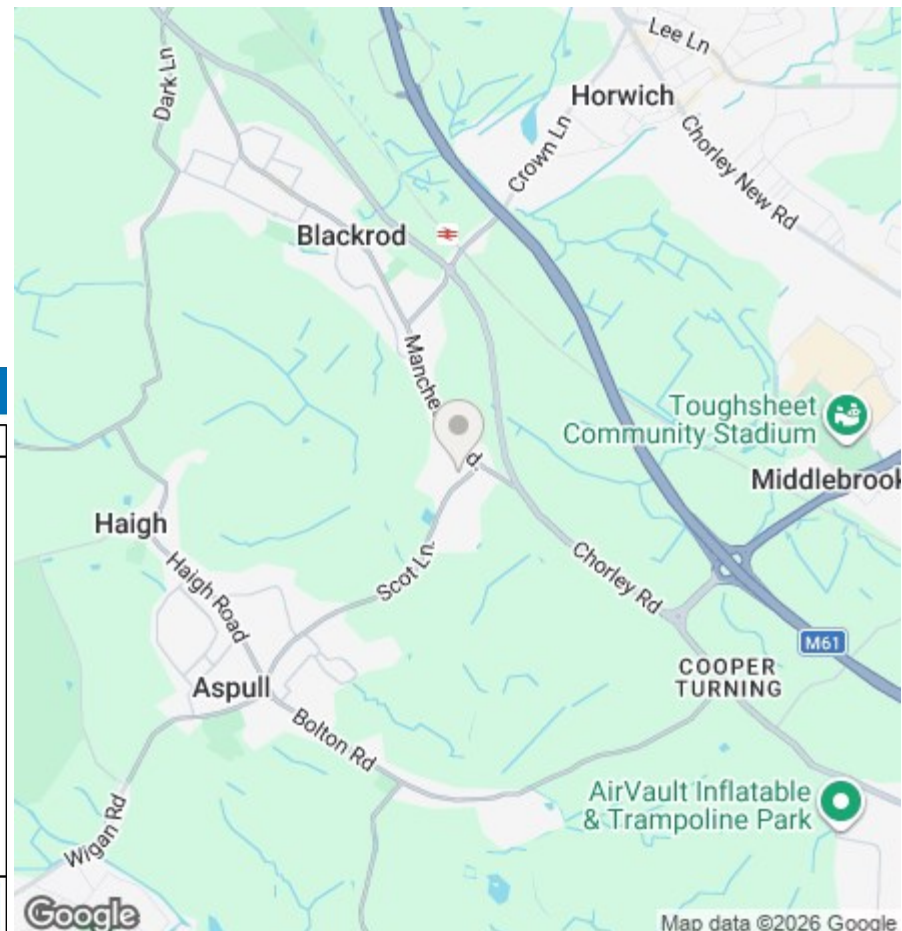 Lee Ln
Dark Ln
Horwich
Crown Ln
Chorley New Rd
Blackrod
Manche
d.
Toughsheet
Community Stadium
Middlebrook
Haigh
Haigh Road
Scot Ln
Chorley Rd
M61
COOPER
TURNING
Aspull
Bolton Rd
AirVault Inflatable
& Trampoline Park
Wigan Rd
Google
Map data ©2026 Google